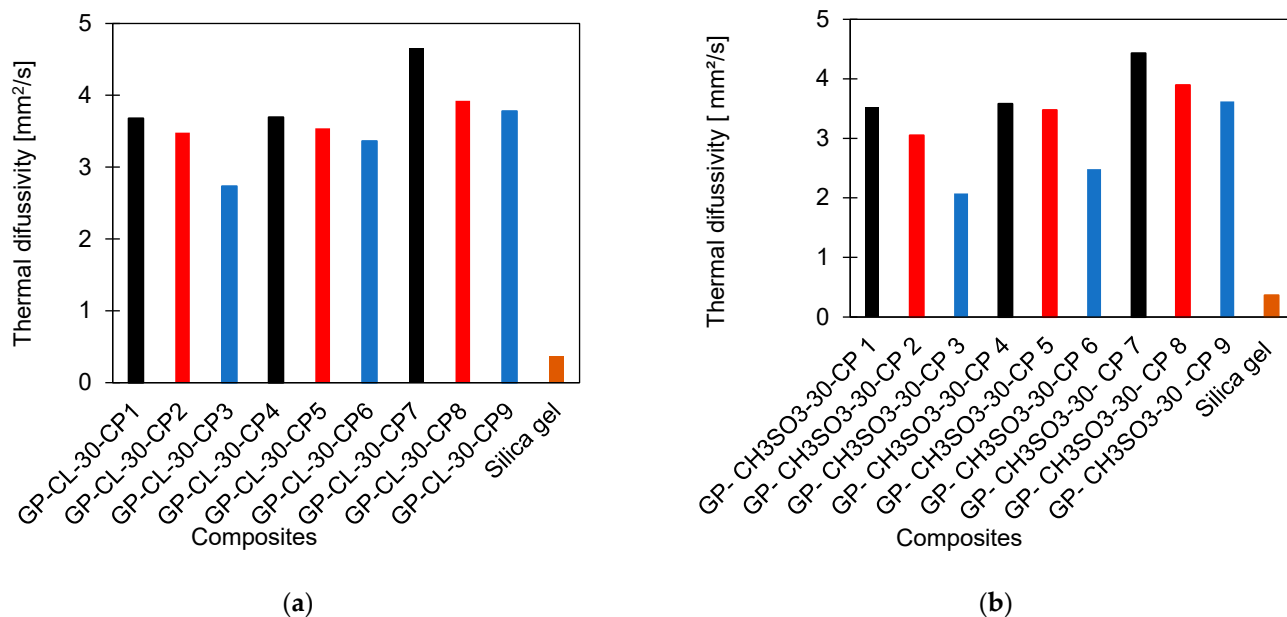 Thermal difussivity [mm²/s]
5
4
3
2
1
0
GP-CL-30-CP1
GP-CL-30-CP2
GP-CL-30-CP3
GP-CL-30-CP4
GP-CL-30-CP5
GP-CL-30-CP6
GP-CL-30-CP7
GP-CL-30-CP8
GP-CL-30-CP9
Silica gel
Composites
(a)
Thermal difussivity [ mm²/s]
5
4
3
2
1
0
GP- CH3SO3-30-CP 1
GP- CH3SO3-30-CP 2
GP- CH3SO3-30-CP 3
GP- CH3SO3-30-CP 4
GP- CH3SO3-30-CP 5
GP- CH3SO3-30-CP 6
GP- CH3SO3-30- CP 7
GP- CH3SO3-30- CP 8
GP- CH3SO3-30 -CP 9
Silica gel
Composites
(b)